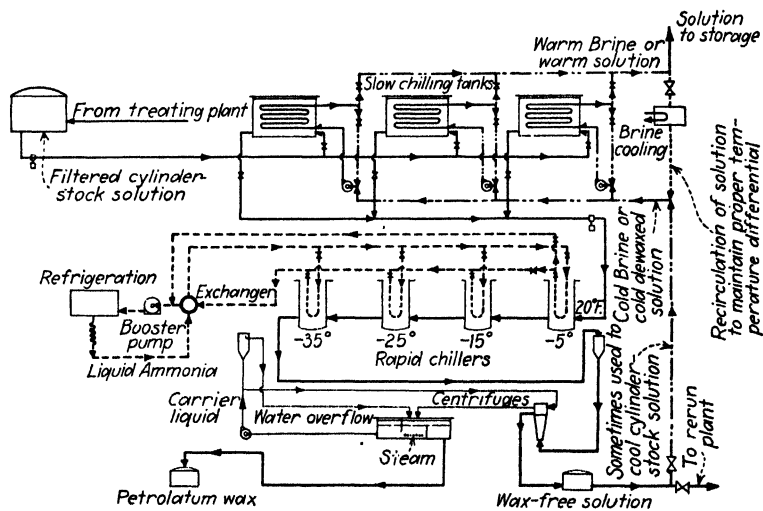 Solution
to storage
Warm Brine or
warm solution
Slow chilling tanks
From treating plant
Brine
cooling
Filtered cylinder-
stock solution
Recirculation of solution
to maintain proper tem-
perature differential
Cold Brine or
cold dewaxed
solution
Refrigeration
Exchanger
Booster
pump
Liquid Ammonia
20°F.
-35°
-25°
-15°
-5°
Rapid chillers
Carrier
liquid
Water overflow
Centrifuges
Steam
Sometimes used to
cool cylinder-
stock solution
To rerun
plant
Petrolatum wax
Wax-free solution